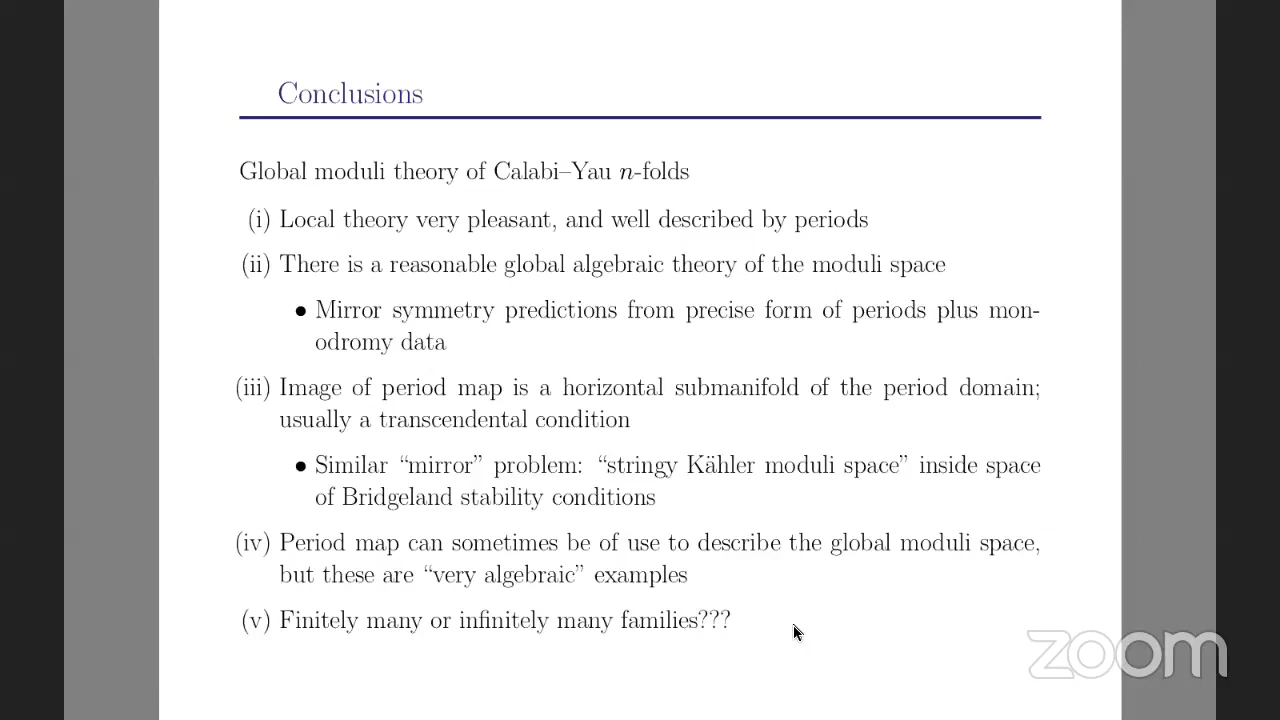 Conclusions
Global moduli theory of Calabi–Yau n-folds
(i) Local theory very pleasant, and well described by periods
(ii) There is a reasonable global algebraic theory of the moduli space
• Mirror symmetry predictions from precise form of periods plus mon-
odromy data
(iii) Image of period map is a horizontal submanifold of the period domain;
usually a transcendental condition
• Similar “mirror” problem: “stringy Kähler moduli space” inside space
of Bridgeland stability conditions
(iv) Period map can sometimes be of use to describe the global moduli space,
but these are “very algebraic” examples
(v) Finitely many or infinitely many families???
zoom